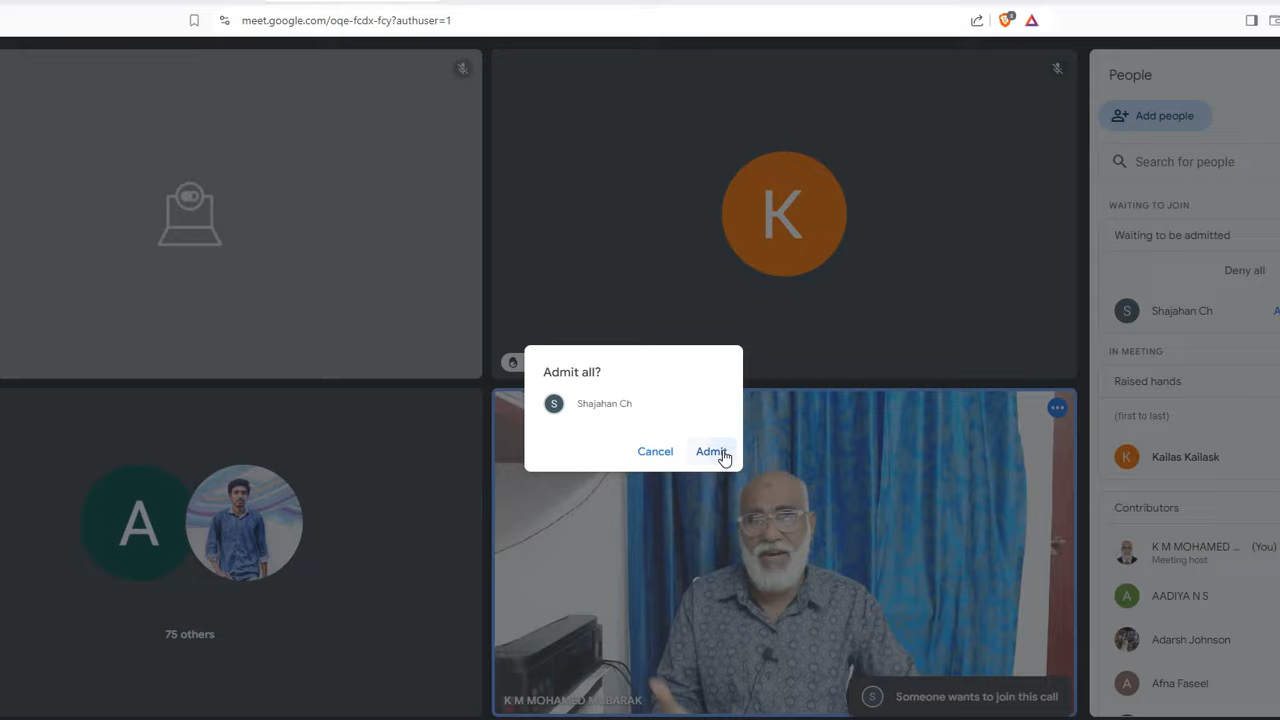 meet.google.com/oqe-fcdx-fcy?authuser=1
People
Add people
K
Search for people
WAITING TO JOIN
Waiting to be admitted
Deny all
S
Shajahan Ch
IN MEETING
Admit all?
S
Shajahan Ch
Raised hands
(first to last)
Cancel
Admit
K
Kailas Kailask
A
Contributors
K M MOHAMED ...
(You)
Meeting host
A
AADIYA N S
75 others
Adarsh Johnson
A
Afna Faseel
K M MOHAMED MUBARAK
S
Someone wants to join this call